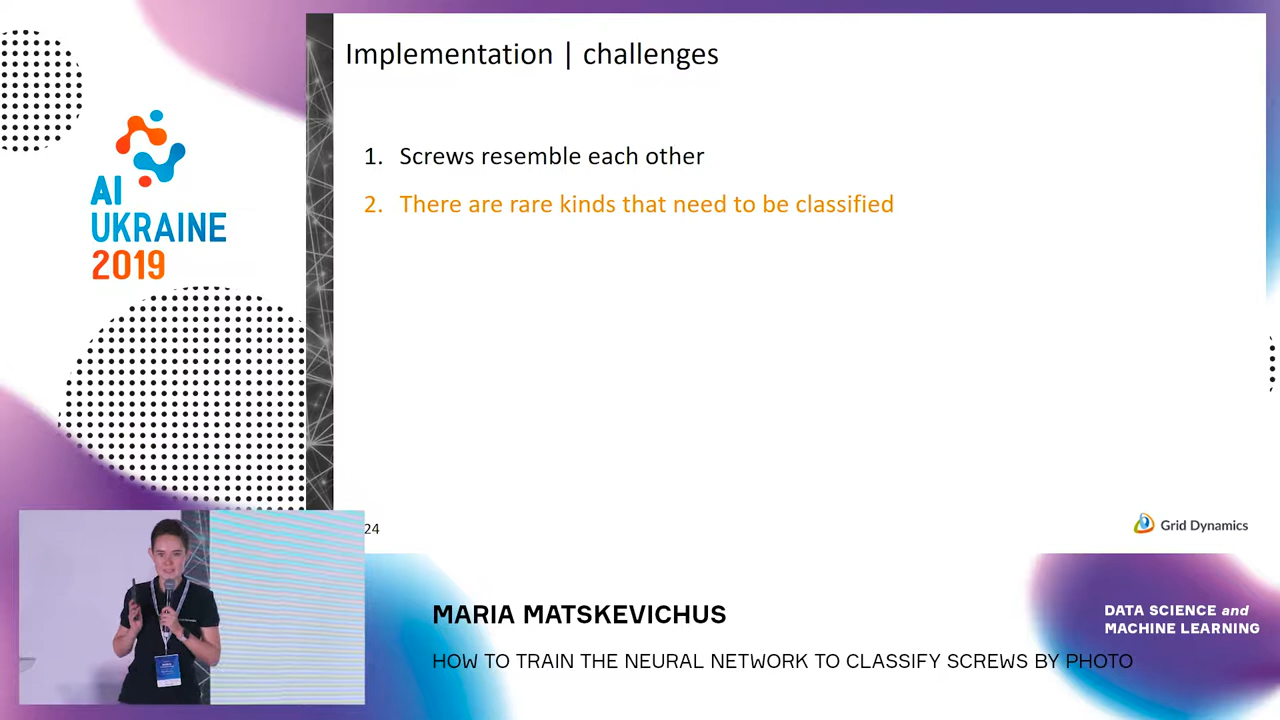 Implementation | challenges
1. Screws resemble each other
2. There are rare kinds that need to be classified
AI
UKRAINE
2019
24
Grid Dynamics
MARIA MATSKEVICHUS
HOW TO TRAIN THE NEURAL NETWORK TO CLASSIFY SCREWS BY PHOTO
DATA SCIENCE and
MACHINE LEARNING